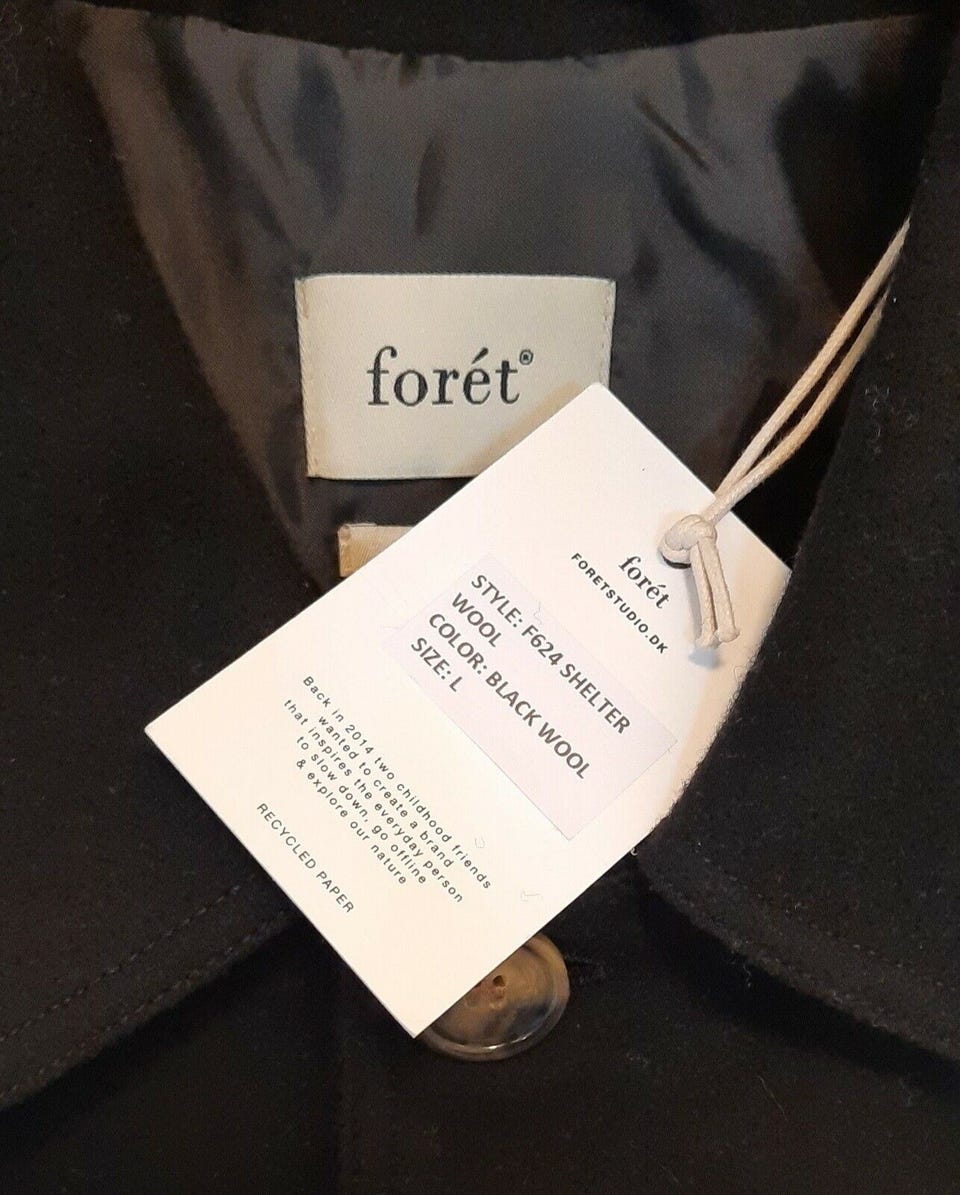 forét®
forét
FORETSTUDIO.DK
STYLE: F624 SHELTER
WOOL
COLOR: BLACK WOOL
SIZE: L
Back in 2014 two childhood friends
wanted to create a brand
that inspires the everyday person
to slow down, go offline
& explore our nature
RECYCLED PAPER